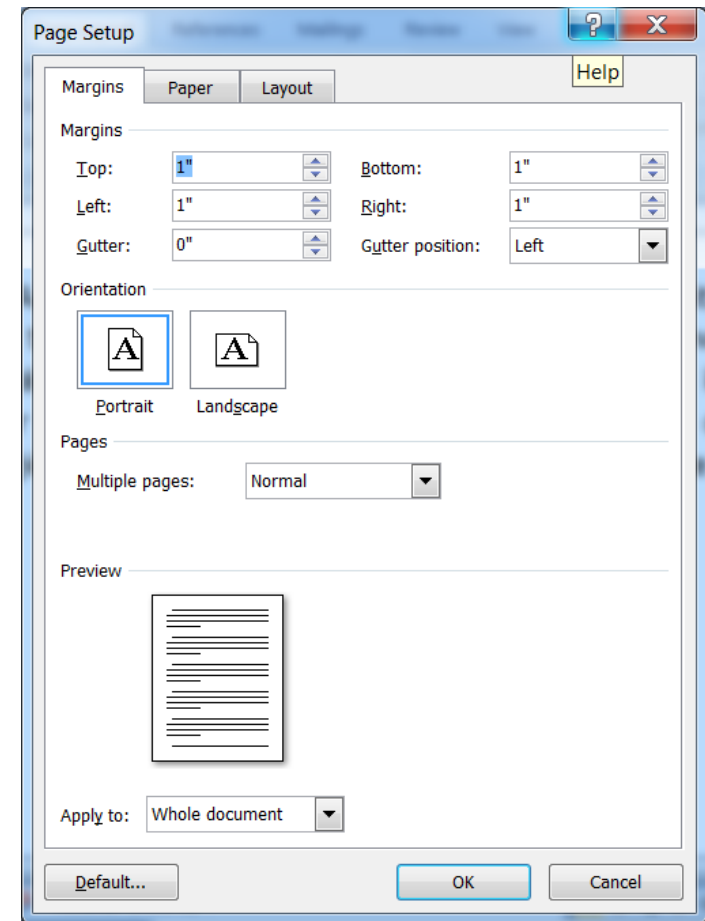 Page Setup
?
X
Help
Margins Paper Layout
Margins
Top: 1" Bottom: 1"
Left: 1" Right: 1"
Gutter: 0" Gutter position: Left
Orientation
A A
Portrait Landscape
Pages
Multiple pages: Normal
Preview
Apply to: Whole document
Default... OK Cancel